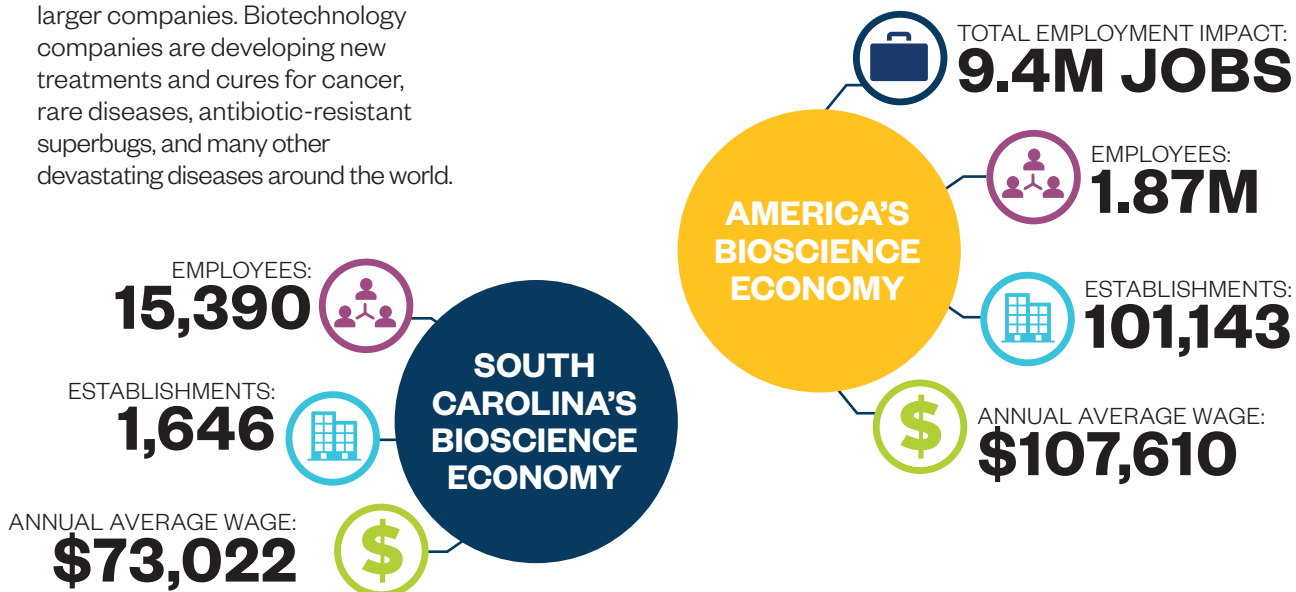 larger companies. Biotechnology
companies are developing new
treatments and cures for cancer,
rare diseases, antibiotic-resistant
superbugs, and many other
devastating diseases around the world.
EMPLOYEES:
15,390
ESTABLISHMENTS:
1,646
ANNUAL AVERAGE WAGE:
$73,022
SOUTH
CAROLINA'S
BIOSCIENCE
ECONOMY
AMERICA'S
BIOSCIENCE
ECONOMY
TOTAL EMPLOYMENT IMPACT:
9.4M JOBS
EMPLOYEES:
1.87M
ESTABLISHMENTS:
101,143
ANNUAL AVERAGE WAGE:
$107,610